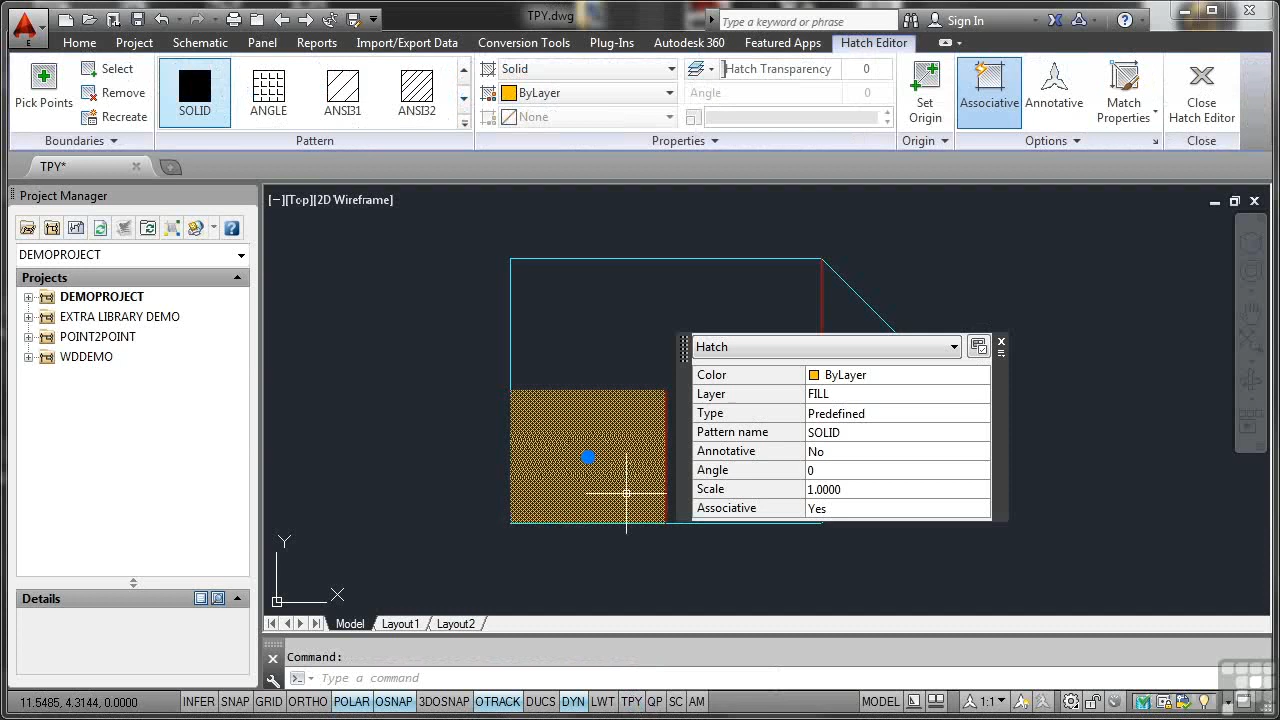 TPY.dwg
Type a keyword or phrase
Sign In
E
Home Project Schematic Panel Reports Import/Export Data Conversion Tools Plug-Ins Autodesk 360 Featured Apps Hatch Editor
Pick Points
Select
Remove
Recreate
Boundaries
SOLID
ANGLE
ANSI31
ANSI32
Pattern
Solid
ByLayer
None
Hatch Transparency 0
Angle 0
Properties
Set Origin
Origin
Associative
Annotative
Match Properties
Options
Close Hatch Editor
Close
TPY*
Project Manager
DEMOPROJECT
Projects
DEMOPROJECT
EXTRA LIBRARY DEMO
POINT2POINT
WDDEMO
Details
[−][Top][2D Wireframe]
Hatch
Color ByLayer
Layer FILL
Type Predefined
Pattern name SOLID
Annotative No
Angle 0
Scale 1.0000
Associative Yes
Y
X
Model Layout1 Layout2
Command:
Type a command
11.5485, 4.3144, 0.0000 INFER SNAP GRID ORTHO POLAR OSNAP 3DOSNAP OTRACK DUCS DYN LWT TPY QP SC AM MODEL 1:1